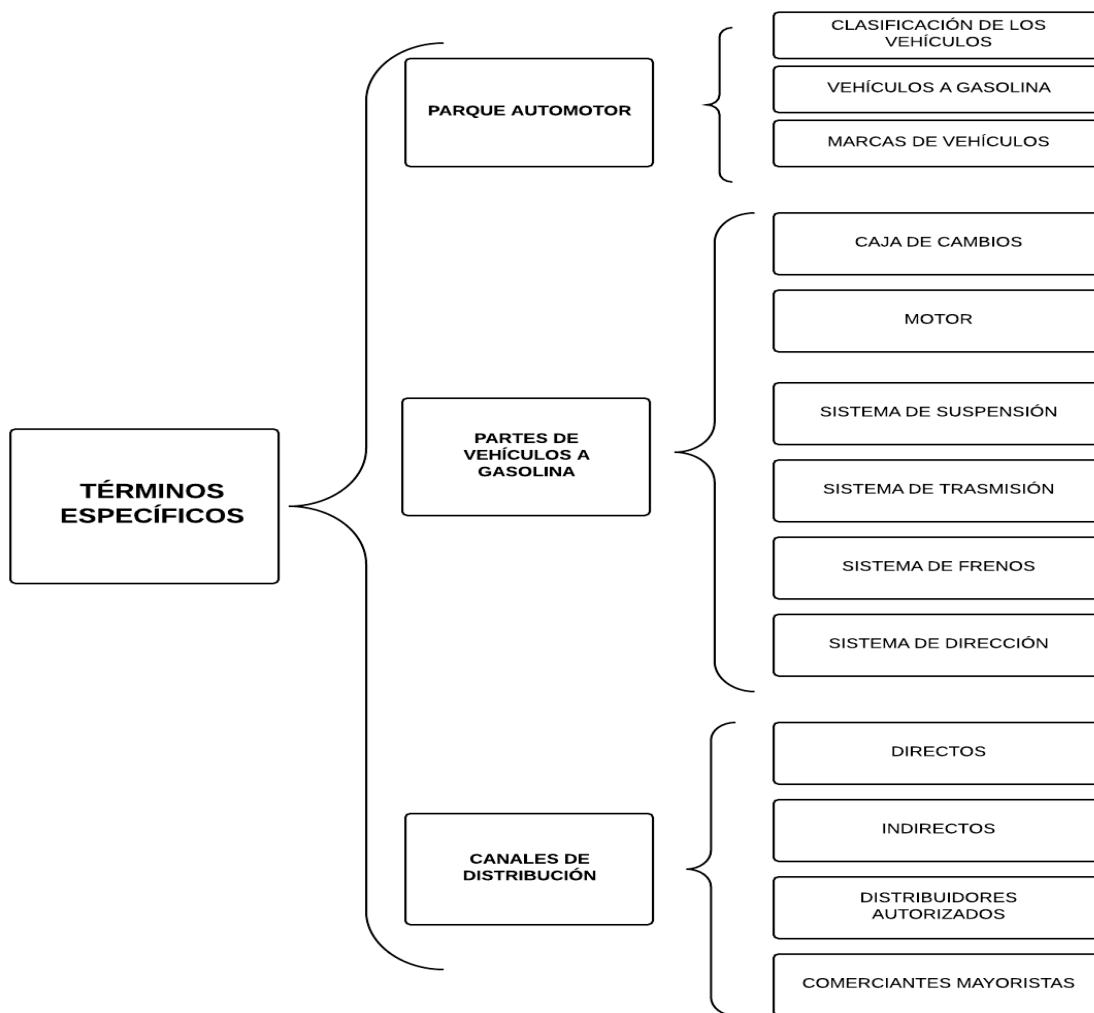 TÉRMINOS
ESPECÍFICOS
PARQUE AUTOMOTOR
CLASIFICACIÓN DE LOS
VEHÍCULOS
VEHÍCULOS A GASOLINA
MARCAS DE VEHÍCULOS
PARTES DE
VEHÍCULOS A
GASOLINA
CAJA DE CAMBIOS
MOTOR
SISTEMA DE SUSPENSIÓN
SISTEMA DE TRASMISIÓN
SISTEMA DE FRENOS
SISTEMA DE DIRECCIÓN
CANALES DE
DISTRIBUCIÓN
DIRECTOS
INDIRECTOS
DISTRIBUIDORES
AUTORIZADOS
COMERCIANTES MAYORISTAS